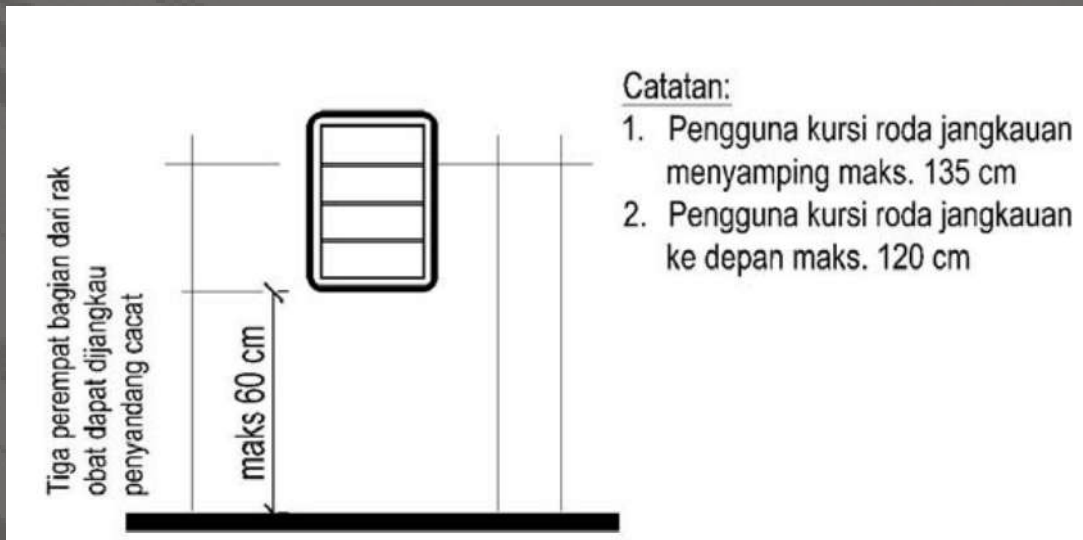 Catatan:
1. Pengguna kursi roda jangkauan
menyamping maks. 135 cm
2. Pengguna kursi roda jangkauan
ke depan maks. 120 cm
Tiga perempat bagian dari rak
obat dapat dijangkau
penyandang cacat
maks 60 cm